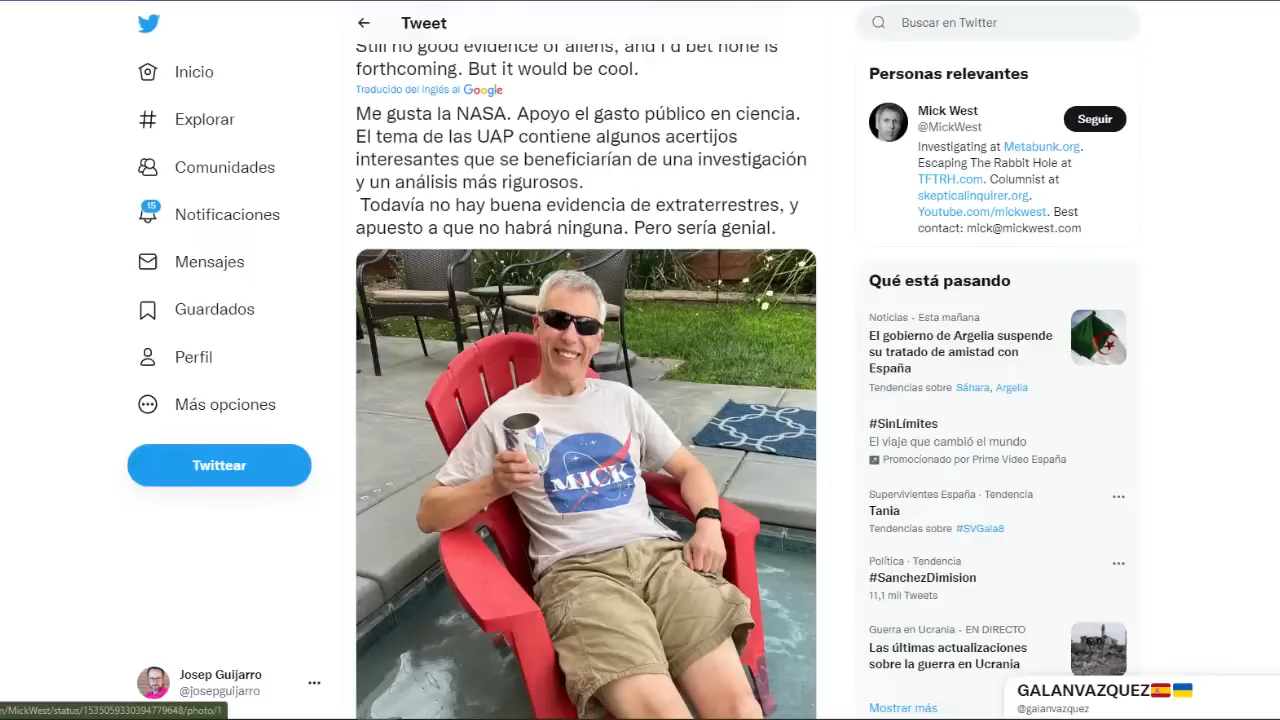 Inicio
Explorar
Comunidades
15
Notificaciones
Mensajes
Guardados
Perfil
Más opciones
Twittear
Josep Guijarro
@josepguijarro
m/MickWest/status/1535059330394779648/photo/1
Tweet
Still no good evidence of aliens, and I'd bet none is
forthcoming. But it would be cool.
Traducido del inglés al Google
Me gusta la NASA. Apoyo el gasto público en ciencia.
El tema de las UAP contiene algunos acertijos
interesantes que se beneficiarían de una investigación
y un análisis más rigurosos.
Todavía no hay buena evidencia de extraterrestres, y
apuesto a que no habrá ninguna. Pero sería genial.
MICK
Buscar en Twitter
Personas relevantes
Mick West
@MickWest
Seguir
Investigating at Metabunk.org.
Escaping The Rabbit Hole at
TFTRH.com. Columnist at
skepticalinquirer.org.
Youtube.com/mickwest. Best
contact: mick@mickwest.com
Qué está pasando
Noticias · Esta mañana
El gobierno de Argelia suspende
su tratado de amistad con
España
Tendencias sobre Sáhara, Argelia
#SinLímites
El viaje que cambió el mundo
Promocionado por Prime Video España
Supervivientes España · Tendencia
Tania
Tendencias sobre #SVGala8
Política · Tendencia
#SanchezDimision
11,1 mil Tweets
Guerra en Ucrania · EN DIRECTO
Las últimas actualizaciones
sobre la guerra en Ucrania
Mostrar más
GALANVAZQUEZ🇪🇸🇺🇦
@galanvazquez